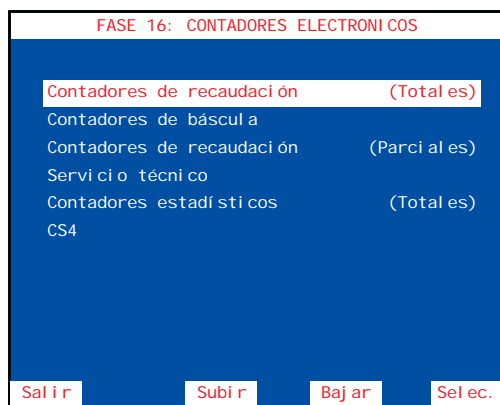 FASE 16: CONTADORES ELECTRONICOS
Contadores de recaudación (Totales)
Contadores de báscula
Contadores de recaudación (Parciales)
Servicio técnico
Contadores estadísticos (Totales)
CS4
Salir Subir Bajar Selec.